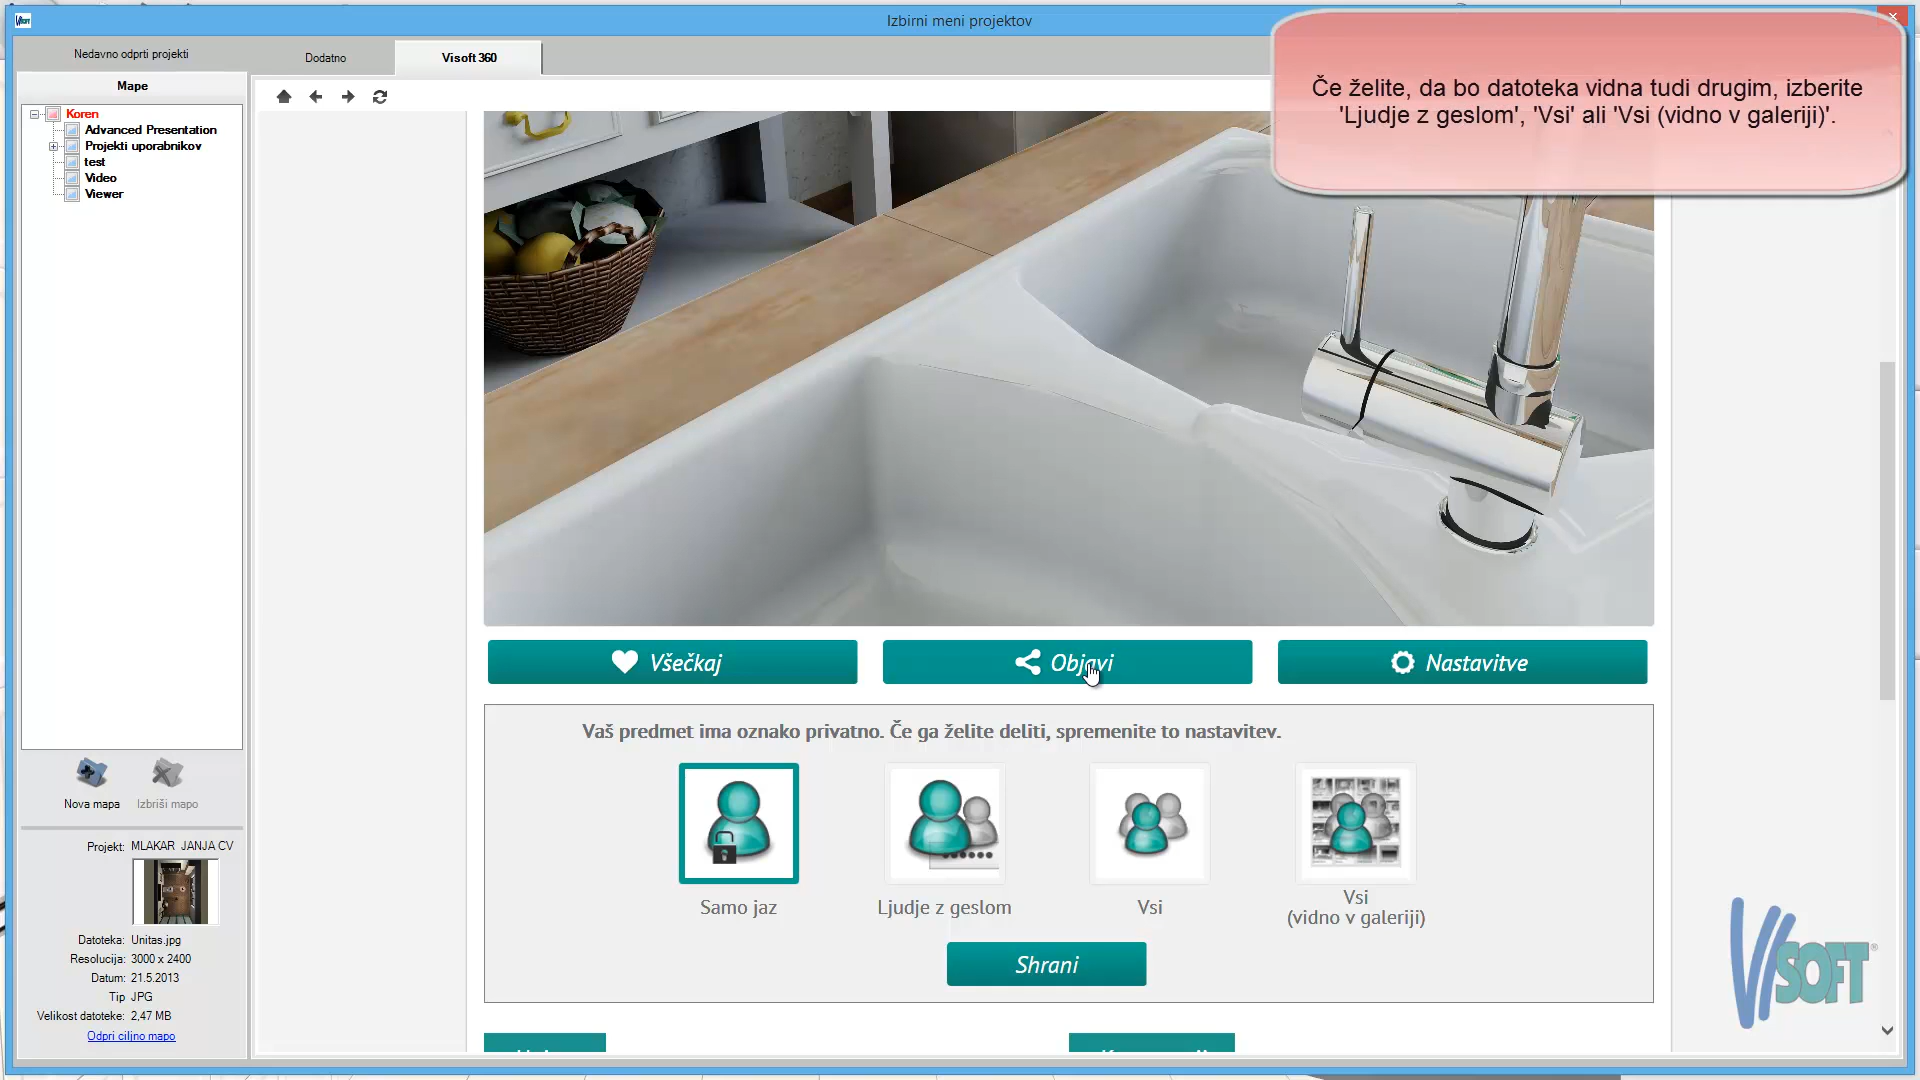 Izbirni meni projektov
Nedavno odprti projekti
Dodatno
Visoft 360
Mape
Koren
Advanced Presentation
Projekti uporabnikov
test
Video
Viewer
Če želite, da bo datoteka vidna tudi drugim, izberite
'Ljudje z geslom', 'Vsi' ali 'Vsi (vidno v galeriji)'.
Všečkaj
Objavi
Nastavitve
Vaš predmet ima oznako privatno. Če ga želite deliti, spremenite to nastavitev.
Samo jaz
Ljudje z geslom
Vsi
Vsi
(vidno v galeriji)
Shrani
Nova mapa
Izbriši mapo
Projekt: MLAKAR JANJA CV
Datoteka: Unitas.jpg
Resolucija: 3000 x 2400
Datum: 21.5.2013
Tip JPG
Velikost datoteke: 2,47 MB
Odpri ciljno mapo
ViSOFT®